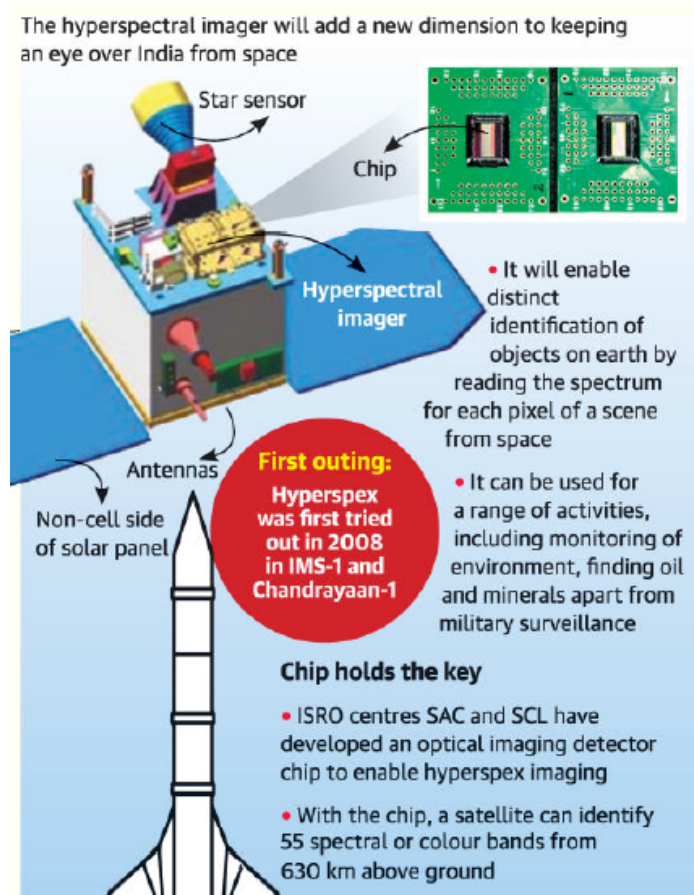 The hyperspectral imager will add a new dimension to keeping
an eye over India from space
Star sensor
Chip
Hyperspectral
imager
• It will enable
distinct
identification of
objects on earth by
reading the spectrum
for each pixel of a scene
from space
Antennas
Non-cell side
of solar panel
First outing:
Hyperspex
was first tried
out in 2008
in IMS-1 and
Chandrayaan-1
• It can be used for
a range of activities,
including monitoring of
environment, finding oil
and minerals apart from
military surveillance
Chip holds the key
• ISRO centres SAC and SCL have
developed an optical imaging detector
chip to enable hyperspex imaging
• With the chip, a satellite can identify
55 spectral or colour bands from
630 km above ground